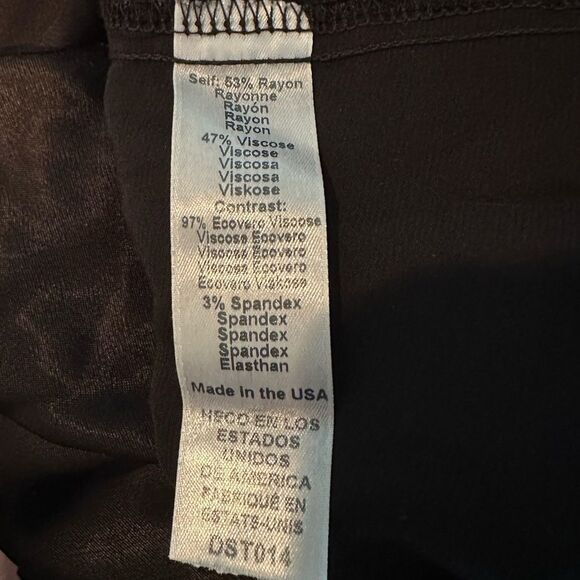 Self: 53% Rayon
Rayonne
Rayón
Rayon
Rayon
47% Viscose
Viscose
Viscosa
Viscosa
Viskose
Contrast:
97% Ecovero Viscose
Viscose Ecovero
Viscosa Ecovero
Viscosa Ecovero
Ecovero Viskose
3% Spandex
Spandex
Spandex
Spandex
Elasthan
Made in the USA
HECO EN LOS
ESTADOS
UNIDOS
DE AMERICA
FABRIQUÉ EN
ESTATS-UNIS
DST014